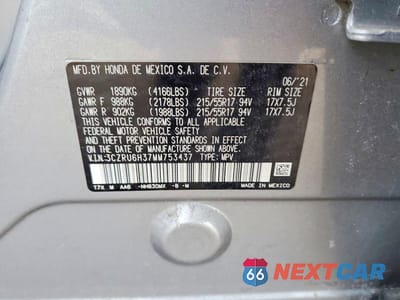 MFD.BY HONDA DE MEXICO S.A. DE C.V.
06/'21
GVWR 1890KG (4166LBS) TIRE SIZE RIM SIZE
GAWR F 988KG (2178LBS) 215/55R17 94V 17X7.5J
GAWR R 902KG (1988LBS) 215/55R17 94V 17X7.5J
THIS VEHICLE CONFORMS TO ALL APPLICABLE
FEDERAL MOTOR VEHICLE SAFETY AND THEFT
PREVENTION STANDARDS IN EFFECT ON THE DATE
OF MANUFACTURE SHOWN ABOVE.
V.I.N:3CZRU6H37MM753437 TYPE: MPV
T7X M AA6 -NH830MX -B -M
MADE IN
MEXICO
66 NEXTCAR